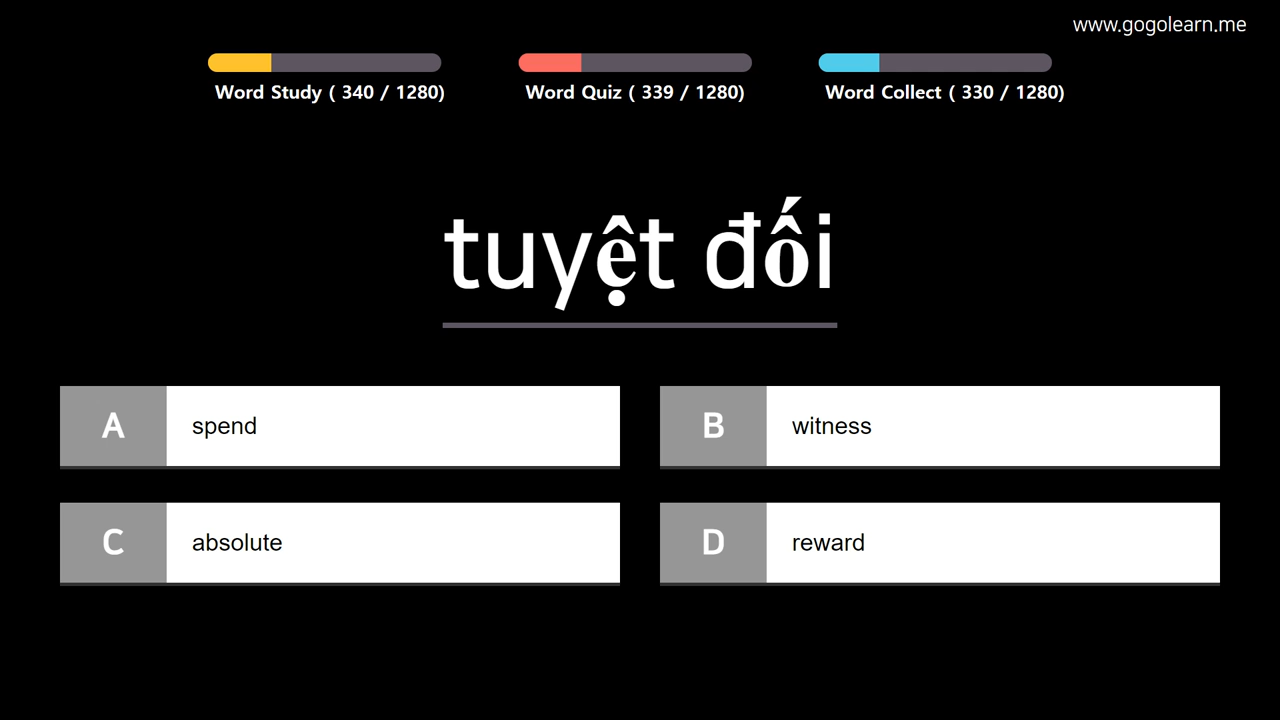 www.gogolearn.me
Word Study ( 340 / 1280)
Word Quiz ( 339 / 1280)
Word Collect ( 330 / 1280)
tuyệt đối
A spend
B witness
C absolute
D reward